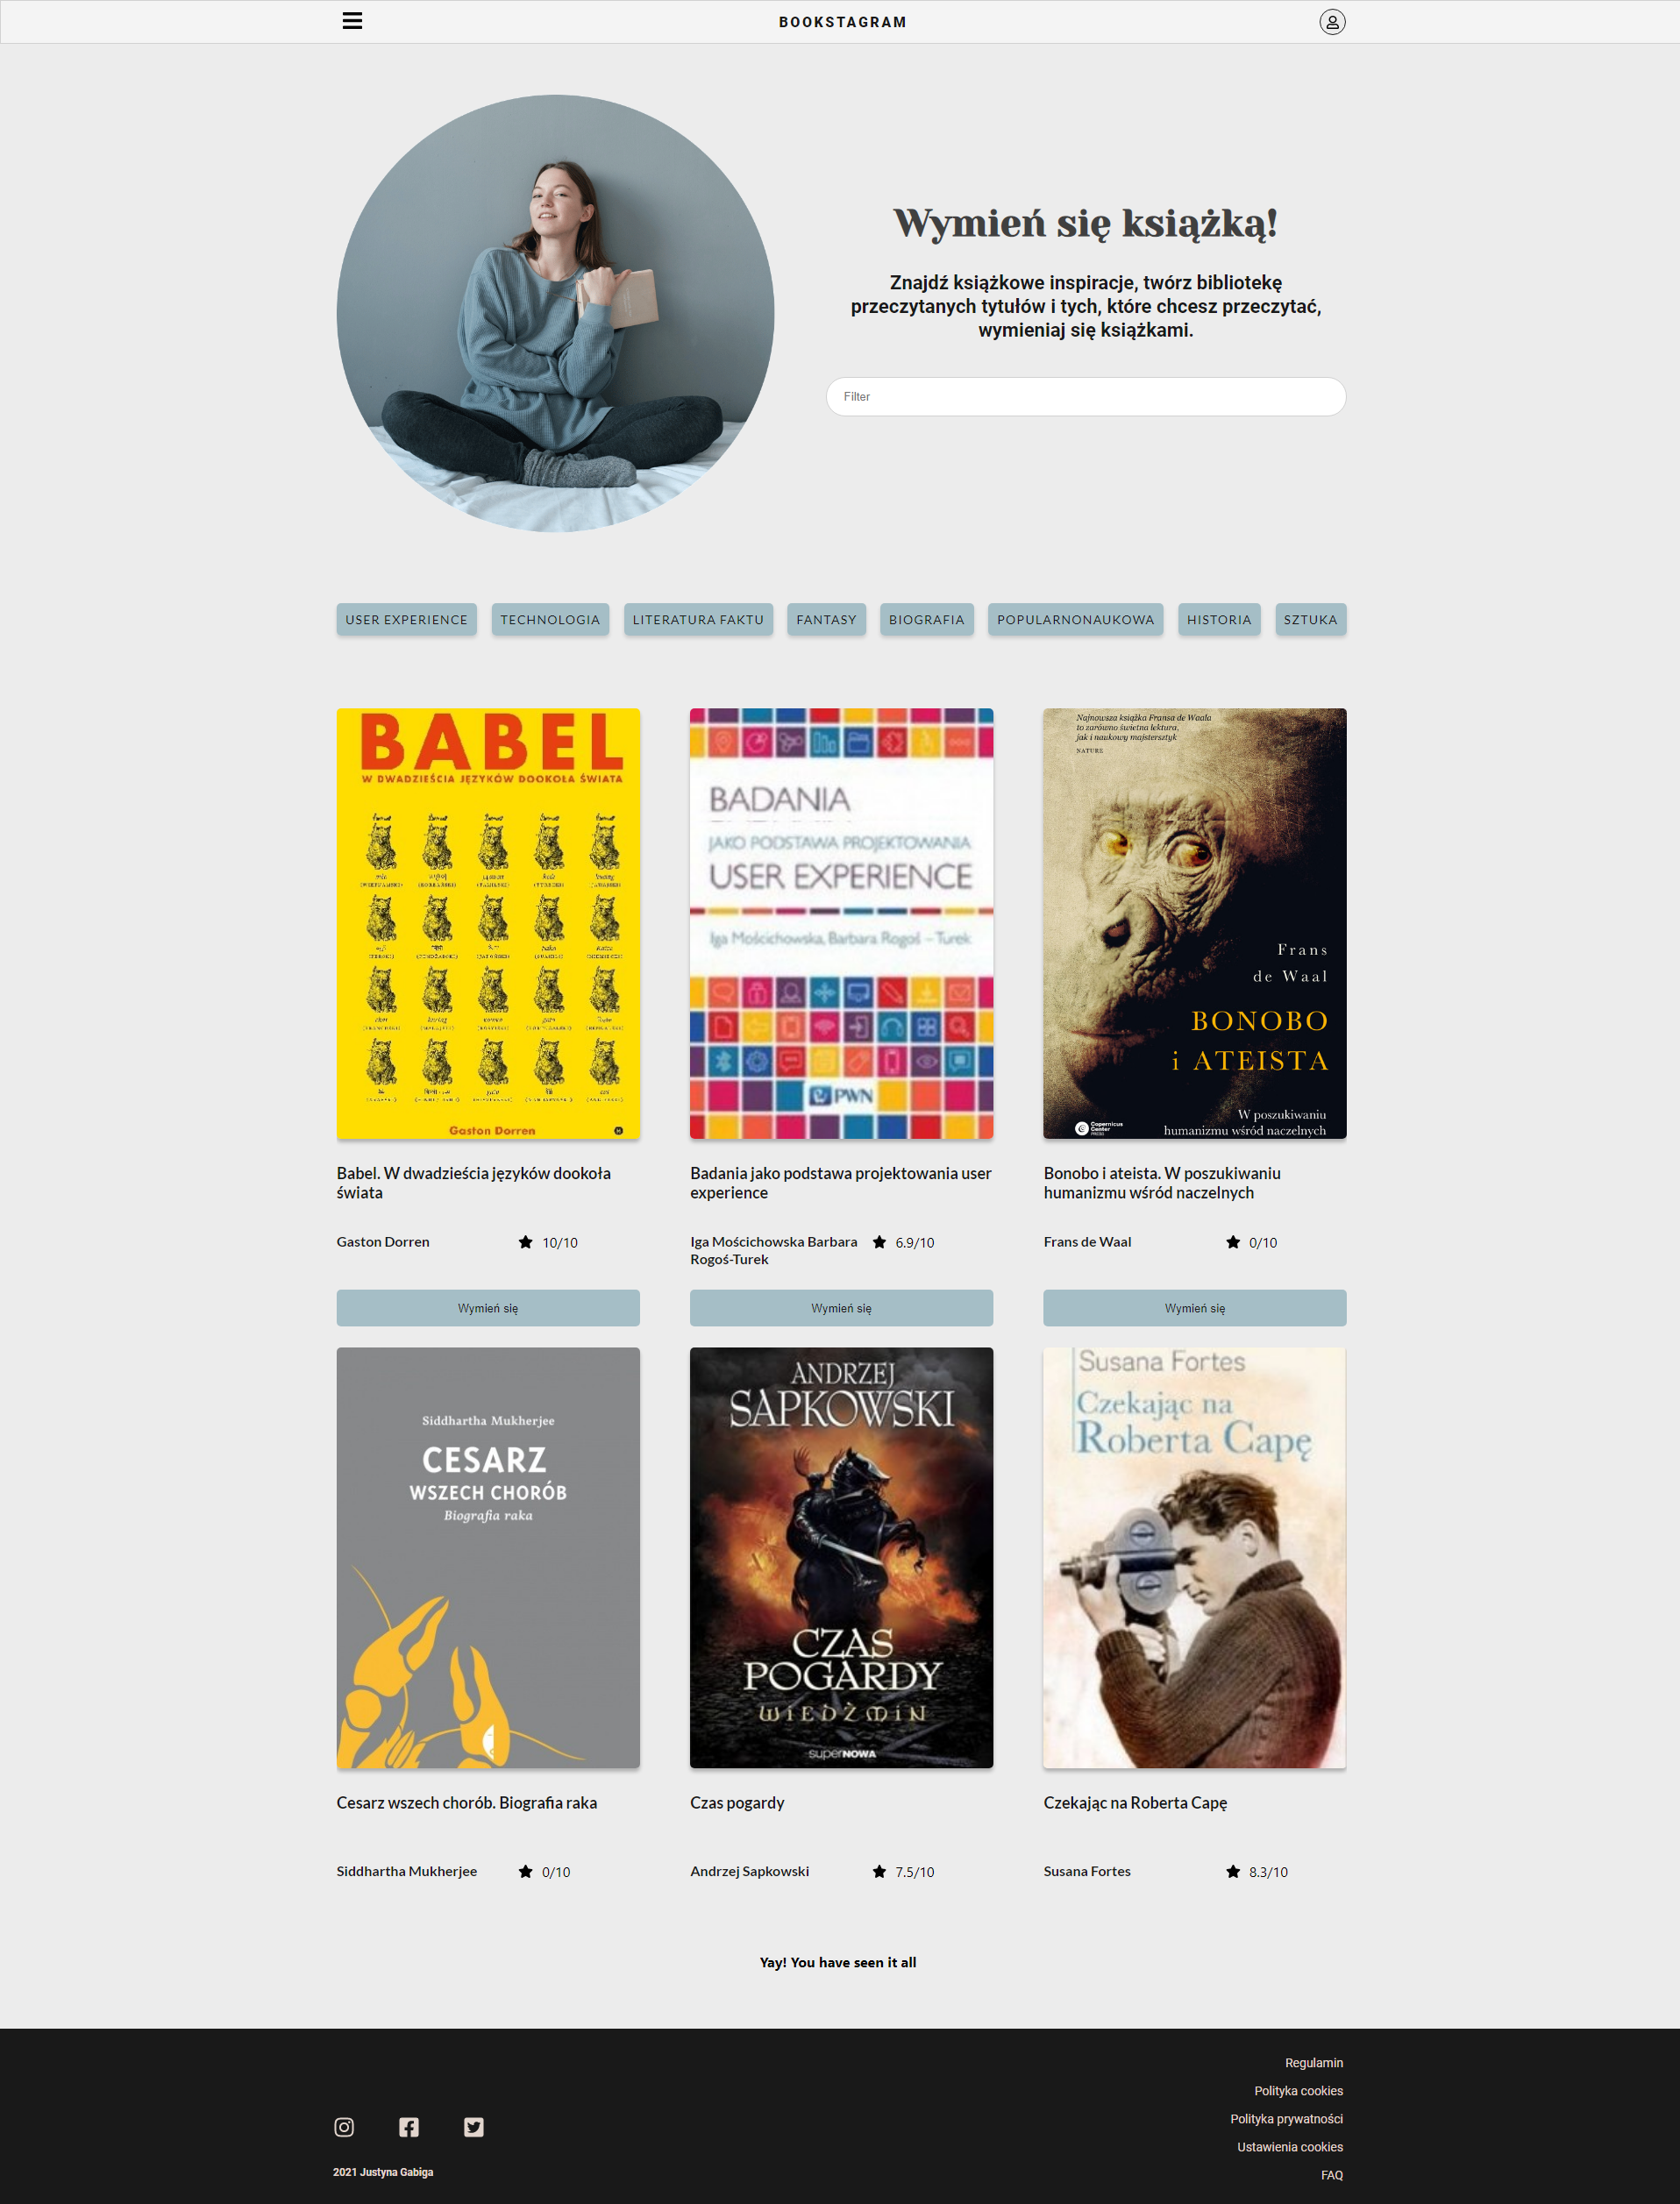 BOOKSTAGRAM
Wymień się książką!
Znajdź książkowe inspiracje, twórz bibliotekę
przeczytanych tytułów i tych, które chcesz przeczytać,
wymieniaj się książkami.
Filter
USER EXPERIENCE
TECHNOLOGIA
LITERATURA FAKTU
FANTASY
BIOGRAFIA
POPULARNONAUKOWA
HISTORIA
SZTUKA
BABEL
W DWADZIEŚCIA JĘZYKÓW DOOKOŁA ŚWIATA
Gaston Dorren
BADANIA
JAKO PODSTAWA PROJEKTOWANIA
USER EXPERIENCE
Iga Mościchowska, Barbara Rogoś – Turek
PWN
Najnowsza książka Fransa de Waala
to zarówno świetna lektura,
jak i naukowy majstersztyk
NATURE
Frans
de Waal
BONOBO
i ATEISTA
W poszukiwaniu
humanizmu wśród naczelnych
Copernicus
Center
PRESS
Babel. W dwadzieścia języków dookoła
świata
Gaston Dorren
10/10
Wymień się
Badania jako podstawa projektowania user
experience
Iga Mościchowska Barbara
Rogoś-Turek
6.9/10
Wymień się
Bonobo i ateista. W poszukiwaniu
humanizmu wśród naczelnych
Frans de Waal
0/10
Wymień się
Siddhartha Mukherjee
CESARZ
WSZECH CHORÓB
Biografia raka
ANDRZEJ
SAPKOWSKI
CZAS
POGARDY
WIEDŹMIN
superNOWA
Susana Fortes
Czekając na
Roberta Capę
Cesarz wszech chorób. Biografia raka
Siddhartha Mukherjee
0/10
Czas pogardy
Andrzej Sapkowski
7.5/10
Czekając na Roberta Capę
Susana Fortes
8.3/10
Yay! You have seen it all
2021 Justyna Gabiga
Regulamin
Polityka cookies
Polityka prywatności
Ustawienia cookies
FAQ